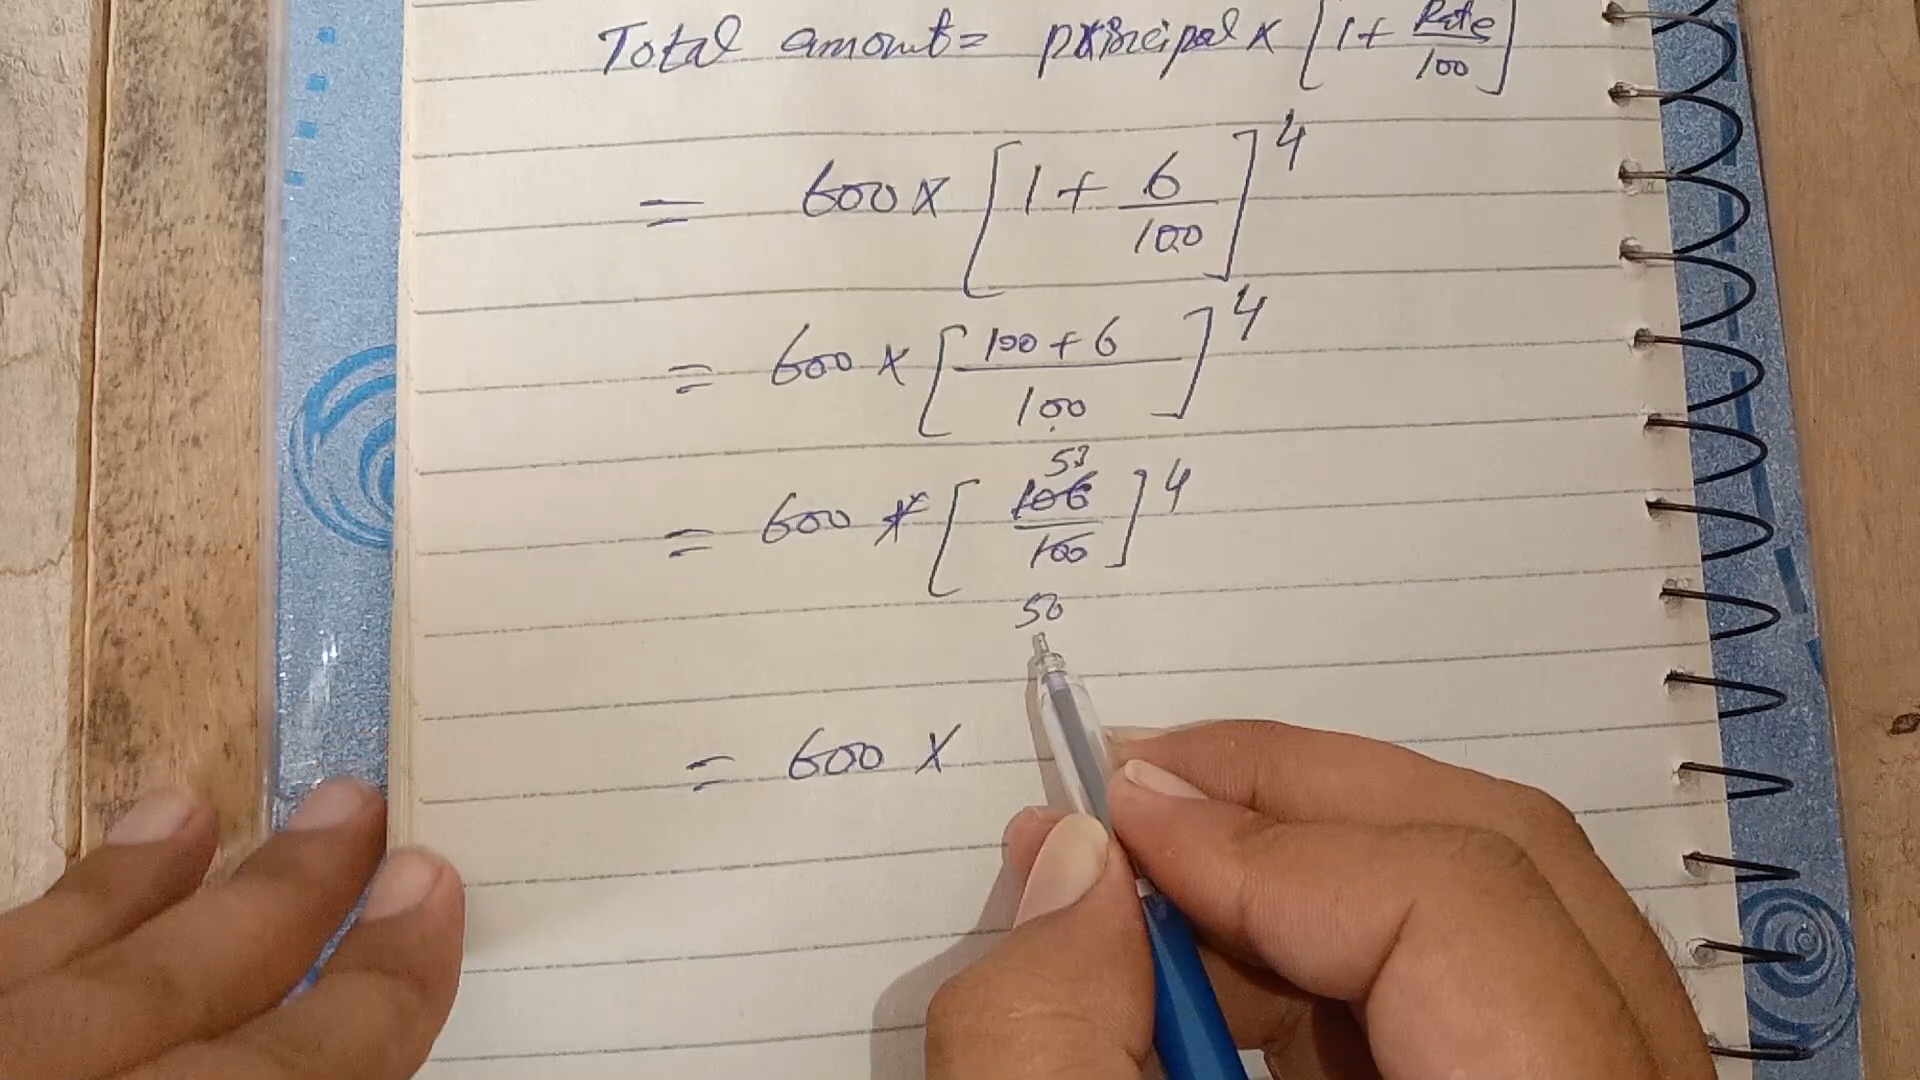 Total amount = principal × [1 + Rate/100]
= 600 × [1 + 6/100]^4
= 600 × [100 + 6/100]^4
53
= 600 × [106/100]^4
50
= 600 ×